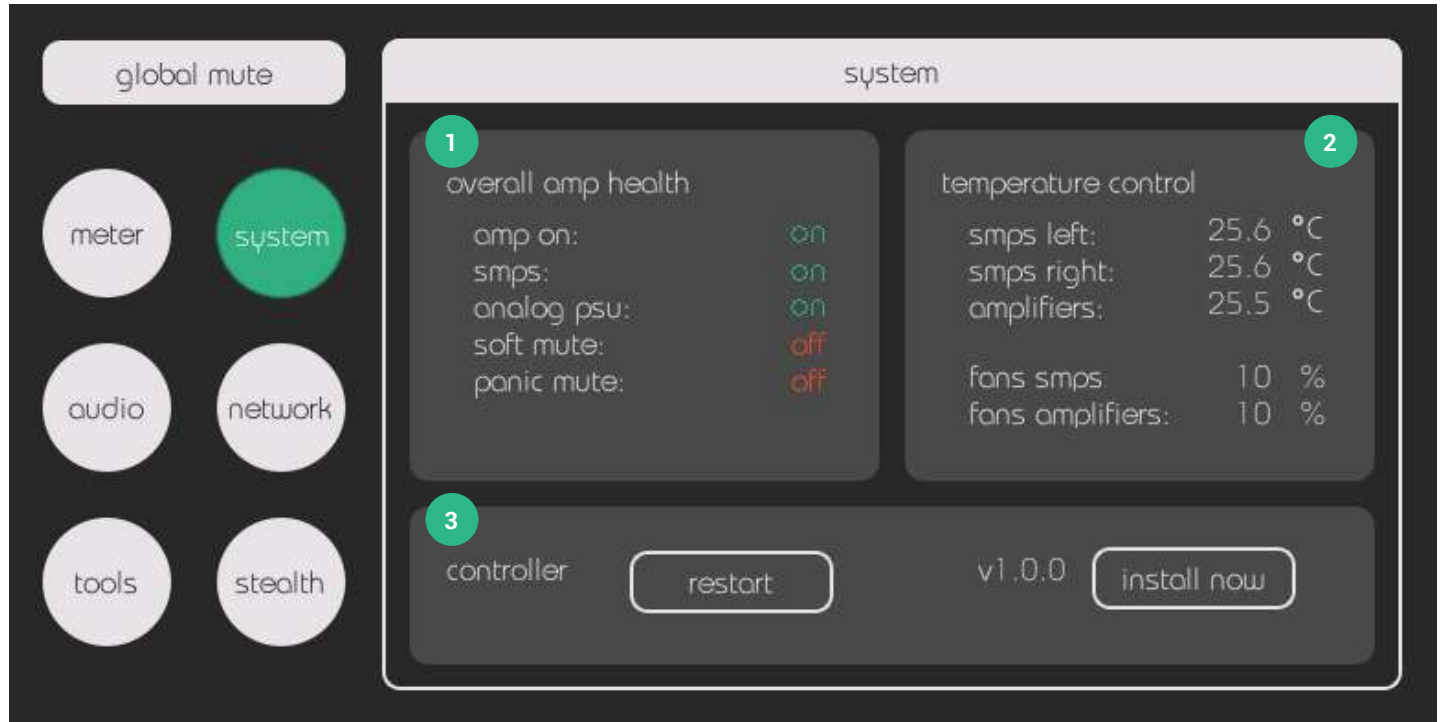 global mute
meter
system
audio
network
tools
stealth
system
1
overall amp health
amp on: on
smps: on
analog psu: on
soft mute: off
panic mute: off
2
temperature control
smps left: 25.6 °C
smps right: 25.6 °C
amplifiers: 25.5 °C
fans smps 10 %
fans amplifiers: 10 %
3
controller restart v1.0.0 install now